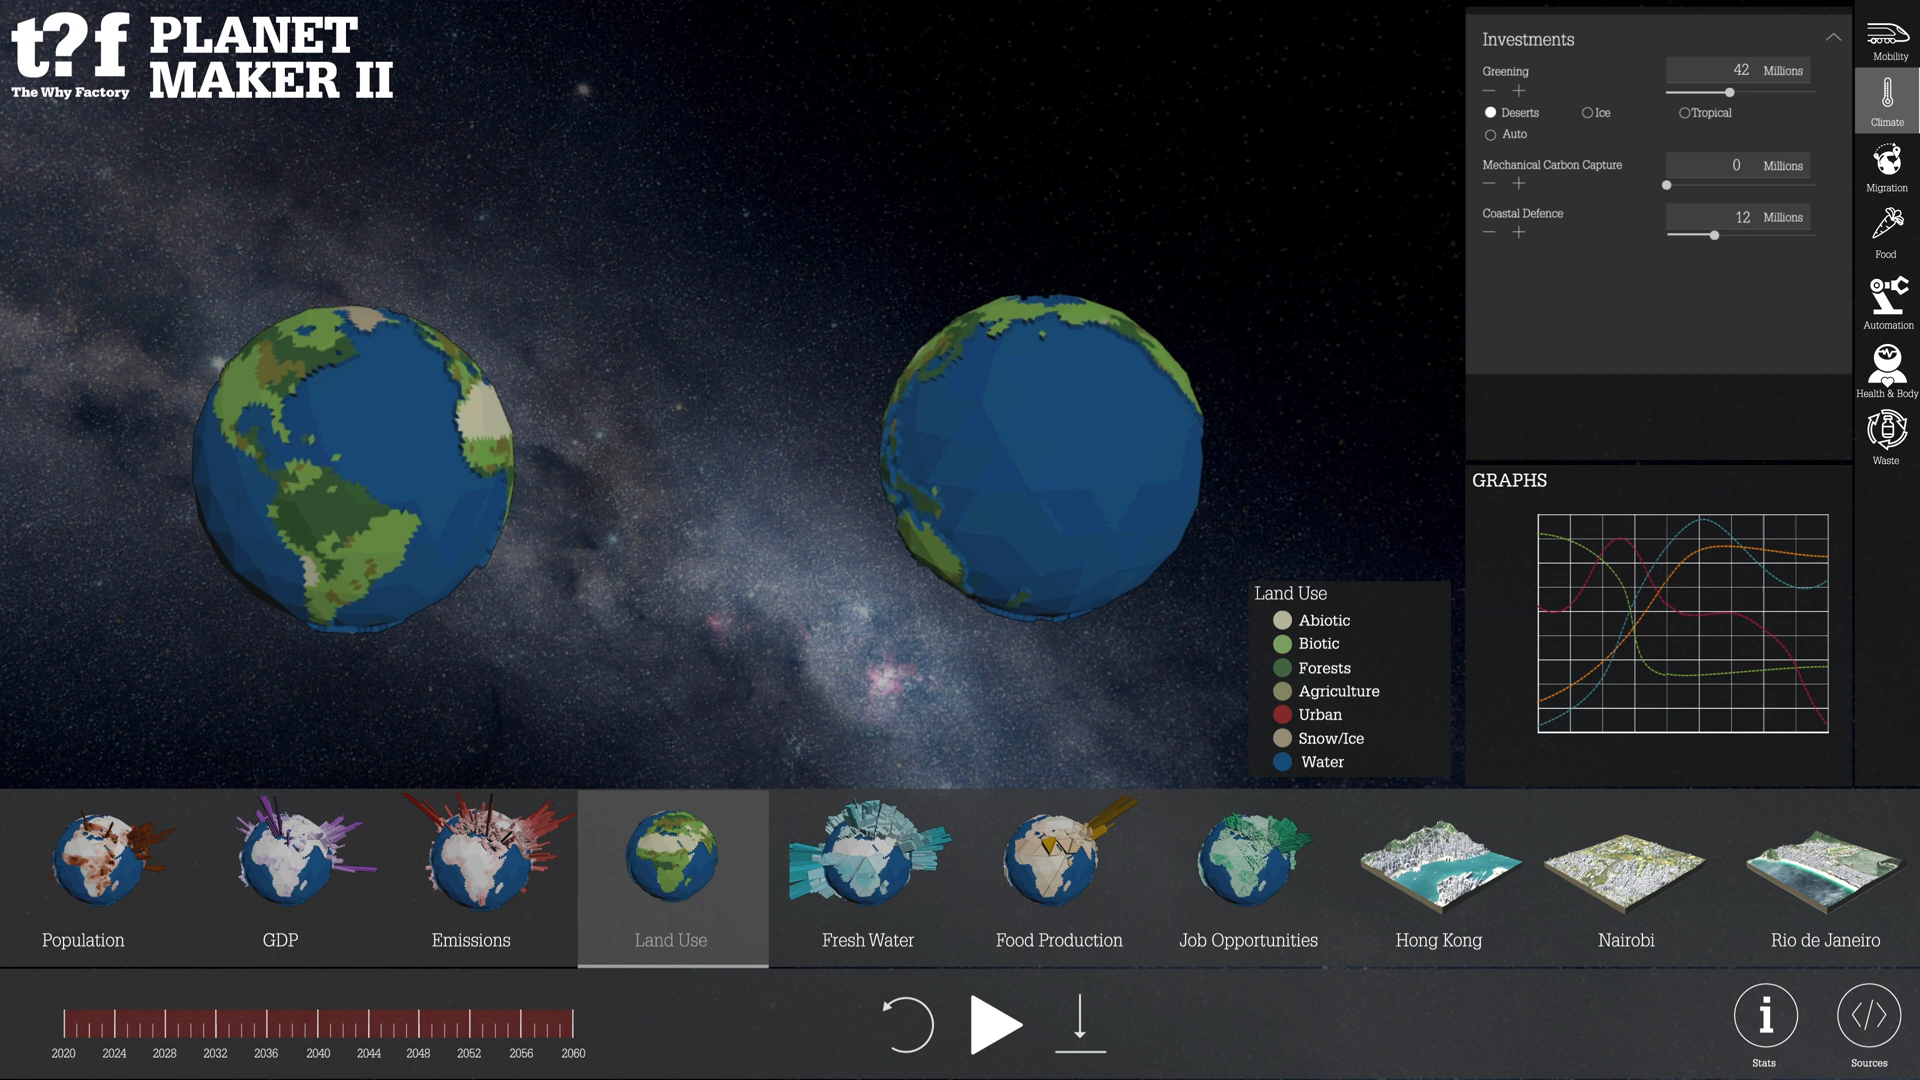 t?f
The Why Factory
PLANET
MAKER II
Investments
Greening
42 Millions
Deserts
Ice
Tropical
Auto
Mechanical Carbon Capture
0 Millions
Coastal Defence
12 Millions
Mobility
Climate
Migration
Food
Automation
Health & Body
Waste
GRAPHS
Land Use
Abiotic
Biotic
Forests
Agriculture
Urban
Snow/Ice
Water
Population
GDP
Emissions
Land Use
Fresh Water
Food Production
Job Opportunities
Hong Kong
Nairobi
Rio de Janeiro
2020 2024 2028 2032 2036 2040 2044 2048 2052 2056 2060
i
Stats
</>
Sources